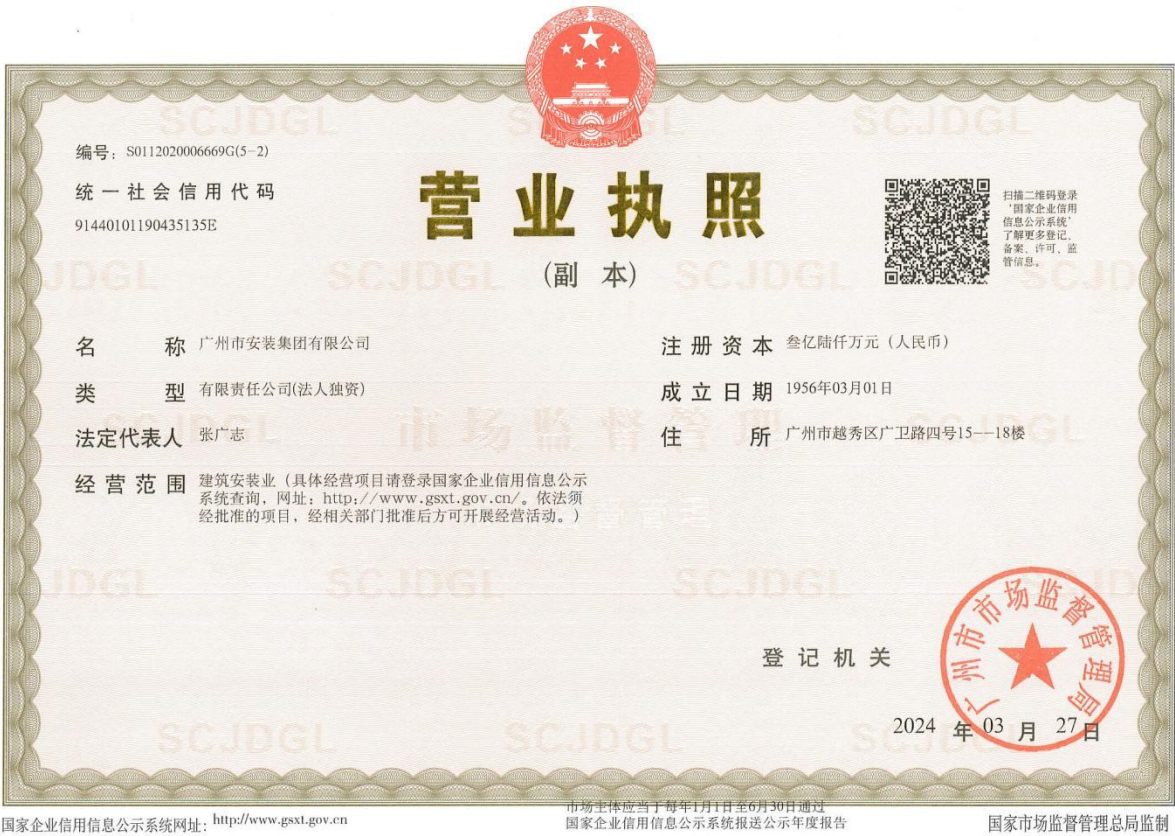 编号：S0112020006669G(5-2)
统一社会信用代码
91440101190435135E
营业执照
（副 本）
扫描二维码登录
‘国家企业信用
信息公示系统’
了解更多登记、
备案、许可、监
管信息。
名 称 广州市安装集团有限公司
类 型 有限责任公司(法人独资)
法定代表人 张广志
经营范围 建筑安装业（具体经营项目请登录国家企业信用信息公示
系统查询，网址：http://www.gsxt.gov.cn/。依法须
经批准的项目，经相关部门批准后方可开展经营活动。）
注册资本 叁亿陆仟万元（人民币）
成立日期 1956年03月01日
住 所 广州市越秀区广卫路四号15--18楼
市场监督管理
SCJDGL
登记机关
广州市市场监督管理局
2024 年 03 月 27 日
国家企业信用信息公示系统网址：http://www.gsxt.gov.cn
市场主体应当于每年1月1日至6月30日通过
国家企业信用信息公示系统报送公示年度报告
国家市场监督管理总局监制